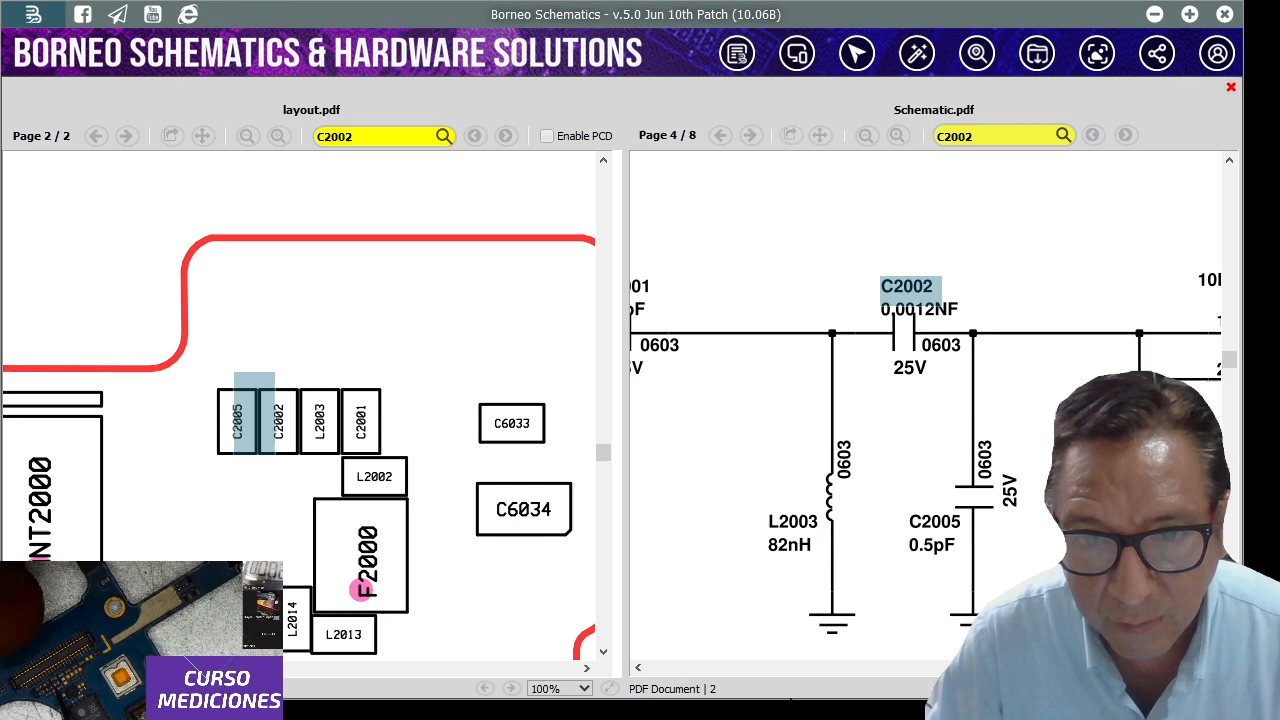 Borneo Schematics - v.5.0 Jun 10th Patch (10.06B)
BORNEO SCHEMATICS & HARDWARE SOLUTIONS
layout.pdf
Page 2 / 2
C2002
Enable PCD
C2005
C2002
L2003
C2001
L2002
C6033
C6034
F2000
NT2000
L2014
L2013
100%
Schematic.pdf
Page 4 / 8
C2002
C2002
0.0012NF
0603
25V
0603
0603
L2003
82nH
0603
25V
C2005
0.5pF
PDF Document | 2
CURSO
MEDICIONES